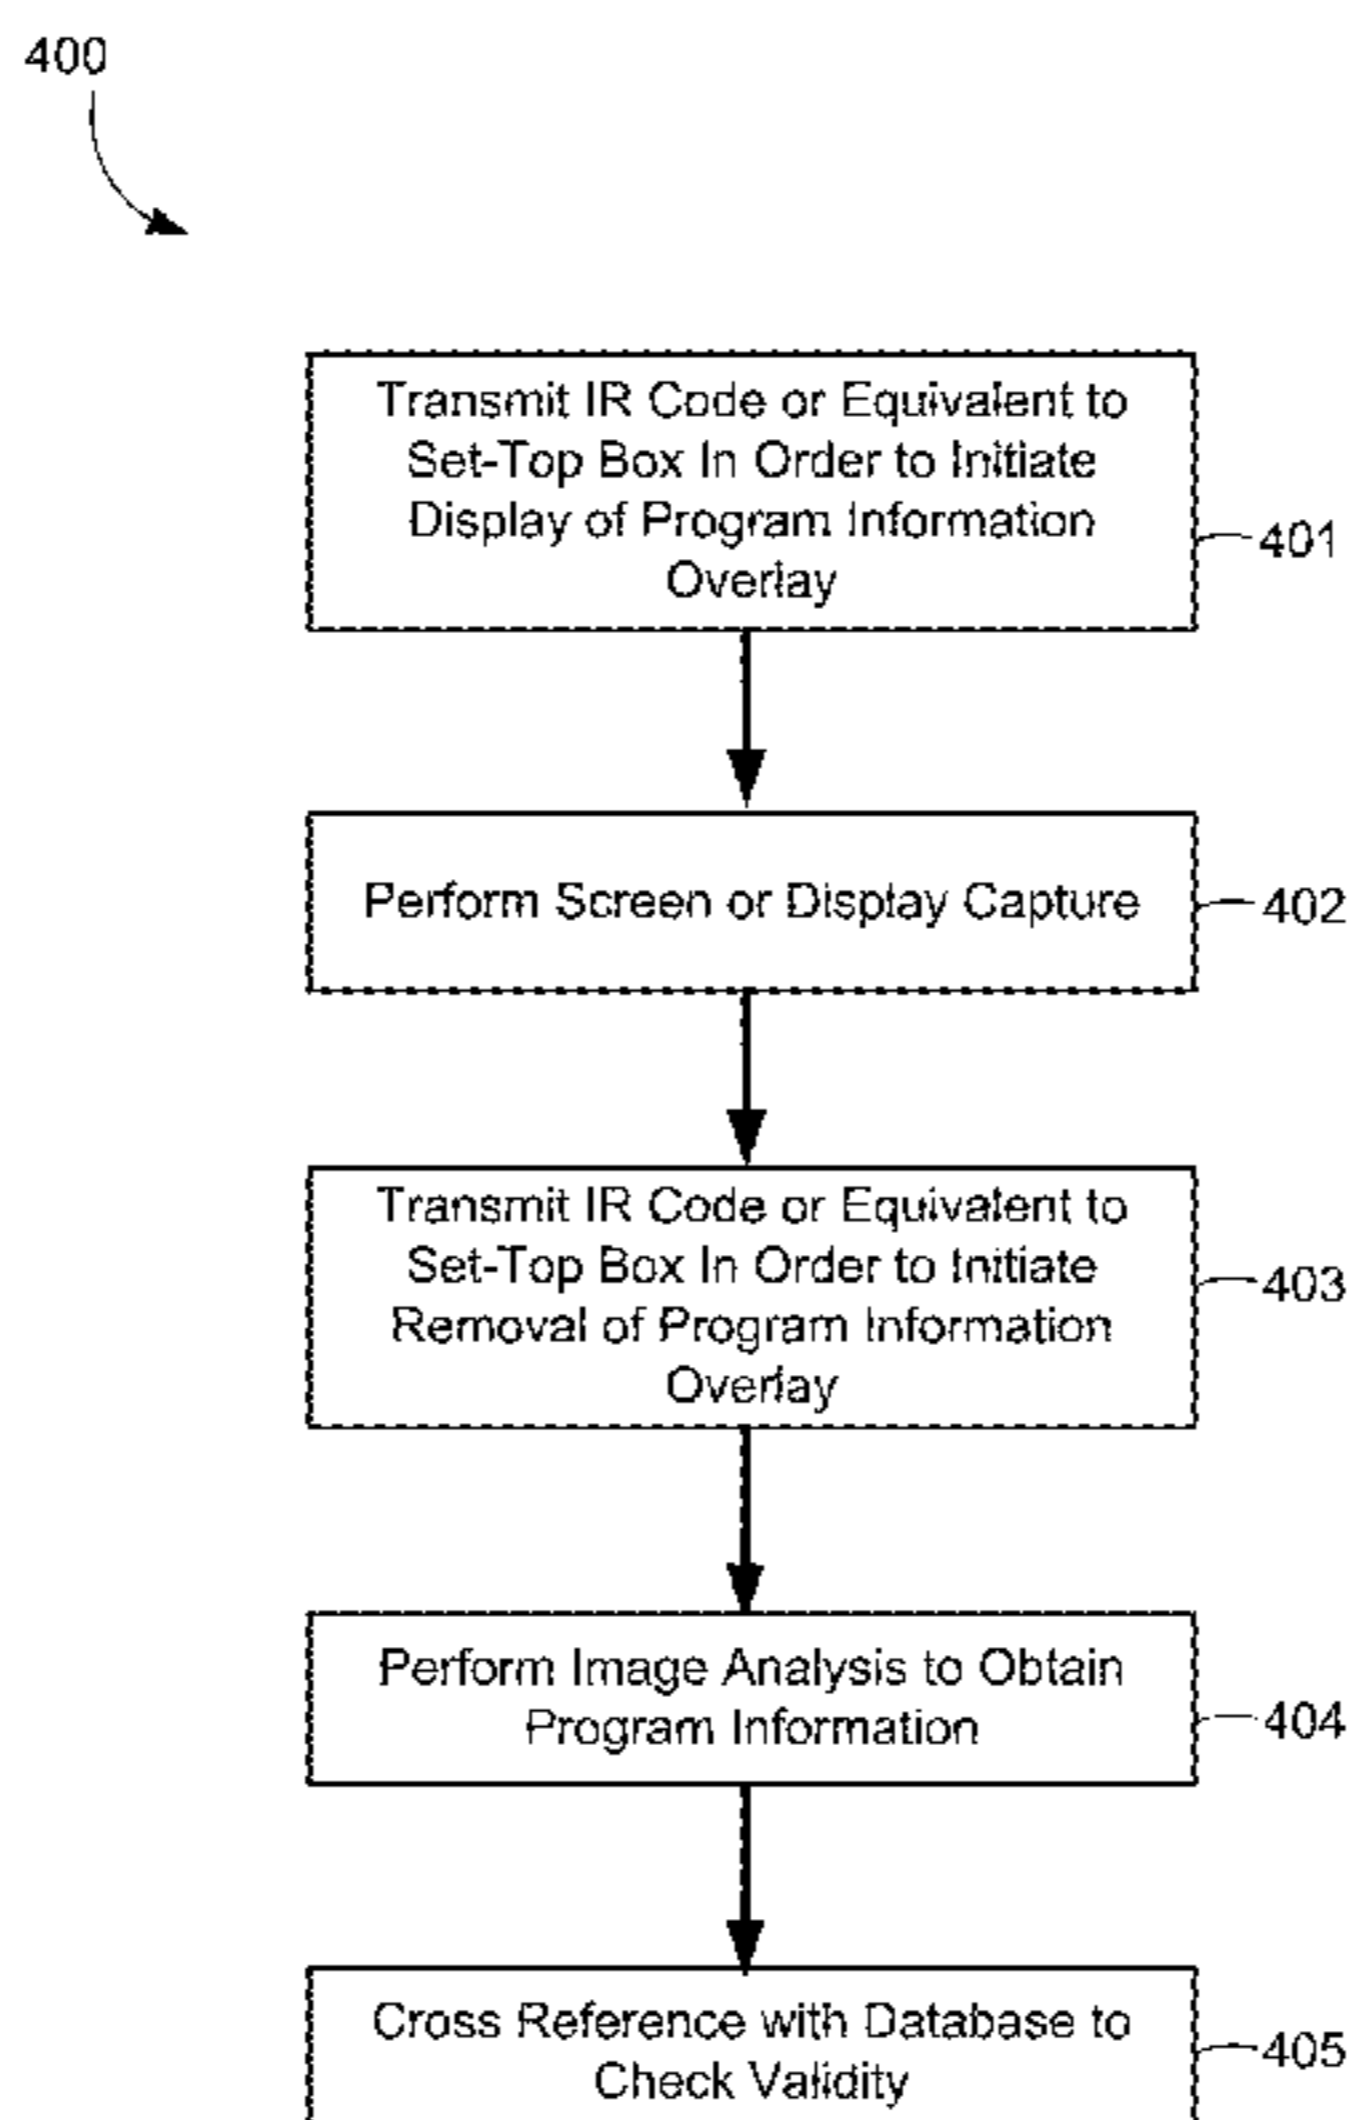 400
Transmit IR Code or Equivalent to
Set-Top Box In Order to Initiate
Display of Program Information
Overlay
401
Perform Screen or Display Capture
402
Transmit IR Code or Equivalent to
Set-Top Box In Order to Initiate
Removal of Program Information
Overlay
403
Perform Image Analysis to Obtain
Program Information
404
Cross Reference with Database to
Check Validity
405